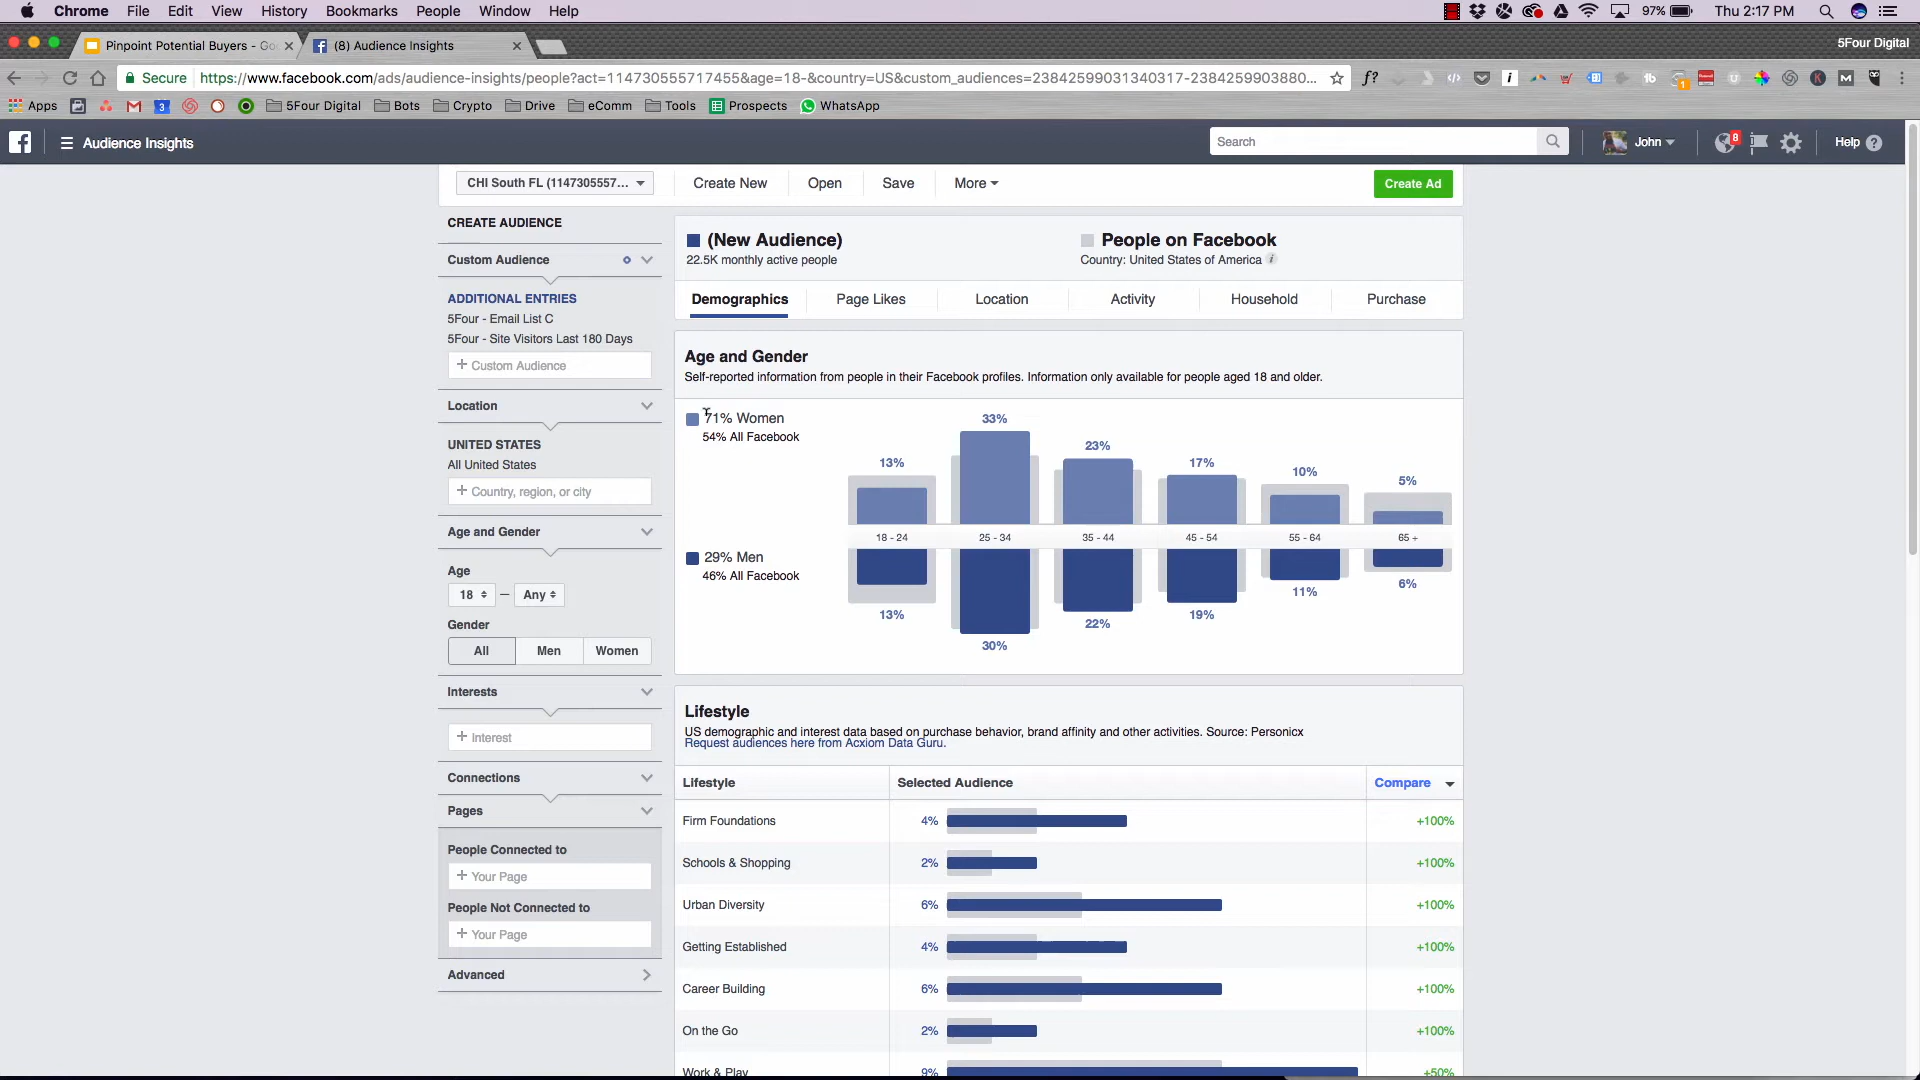 Chrome File Edit View History Bookmarks People Window Help 97% Thu 2:17 PM
Pinpoint Potential Buyers - Go (8) Audience Insights 5Four Digital
Secure https://www.facebook.com/ads/audience-insights/people?act=114730555717455&age=18-&country=US&custom_audiences=23842599031340317-2384259903880... f?
Apps 5Four Digital Bots Crypto Drive eComm Tools Prospects WhatsApp
Audience Insights Search John 8 Help
CHI South FL (1147305557... Create New Open Save More Create Ad
CREATE AUDIENCE
Custom Audience
ADDITIONAL ENTRIES
5Four - Email List C
5Four - Site Visitors Last 180 Days
+ Custom Audience
Location
UNITED STATES
All United States
+ Country, region, or city
Age and Gender
Age
18 — Any
Gender
All Men Women
Interests
+ Interest
Connections
Pages
People Connected to
+ Your Page
People Not Connected to
+ Your Page
Advanced
(New Audience)
22.5K monthly active people
People on Facebook
Country: United States of America
Demographics Page Likes Location Activity Household Purchase
Age and Gender
Self-reported information from people in their Facebook profiles. Information only available for people aged 18 and older.
71% Women
54% All Facebook
13% 33% 23% 17% 10% 5%
18 - 24 25 - 34 35 - 44 45 - 54 55 - 64 65 +
29% Men
46% All Facebook
13% 30% 22% 19% 11% 6%
Lifestyle
US demographic and interest data based on purchase behavior, brand affinity and other activities. Source: Personicx
Request audiences here from Acxiom Data Guru.
Lifestyle Selected Audience Compare
Firm Foundations 4% +100%
Schools & Shopping 2% +100%
Urban Diversity 6% +100%
Getting Established 4% +100%
Career Building 6% +100%
On the Go 2% +100%
Work & Play 9% +50%